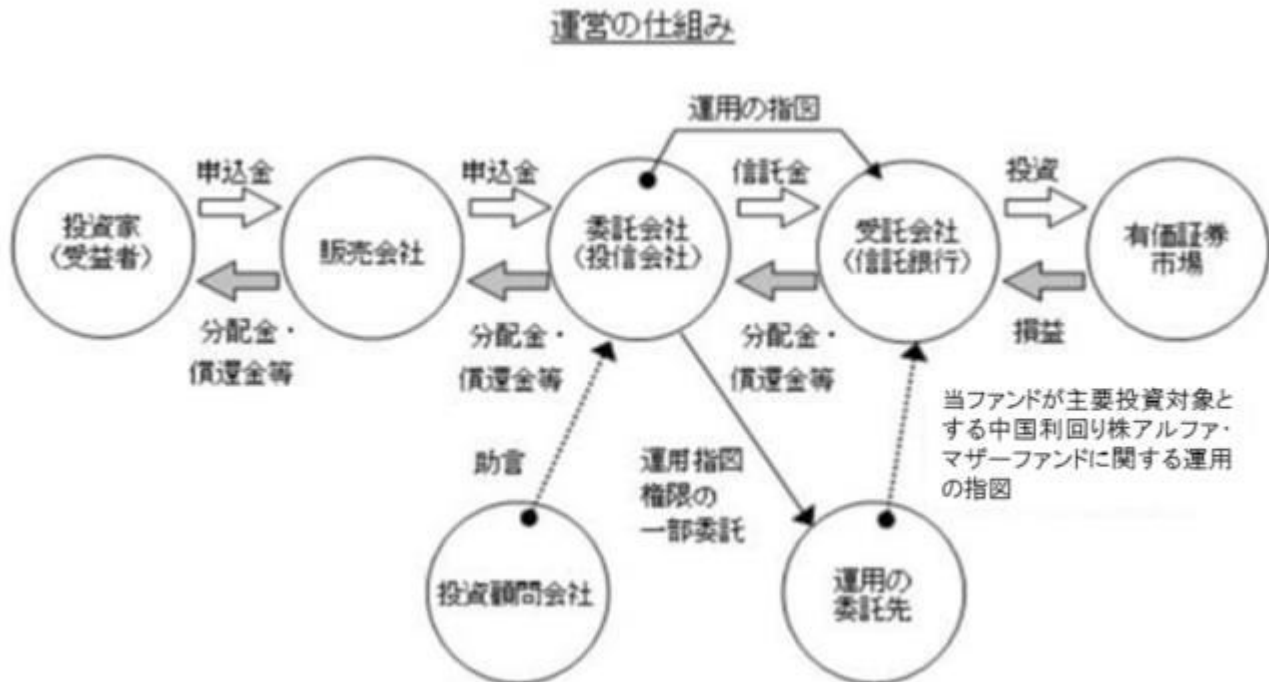 運営の仕組み
運用の指図
申込金
申込金
信託金
投資
投資家
〈受益者〉
販売会社
委託会社
〈投信会社〉
受託会社
〈信託銀行〉
有価証券
市場
分配金・
償還金等
分配金・
償還金等
分配金・
償還金等
損益
助言
運用指図
権限の
一部委託
当ファンドが主要投資対象と
する中国利回り株アルファ・
マザーファンドに関する運用
の指図
投資顧問会社
運用の
委託先